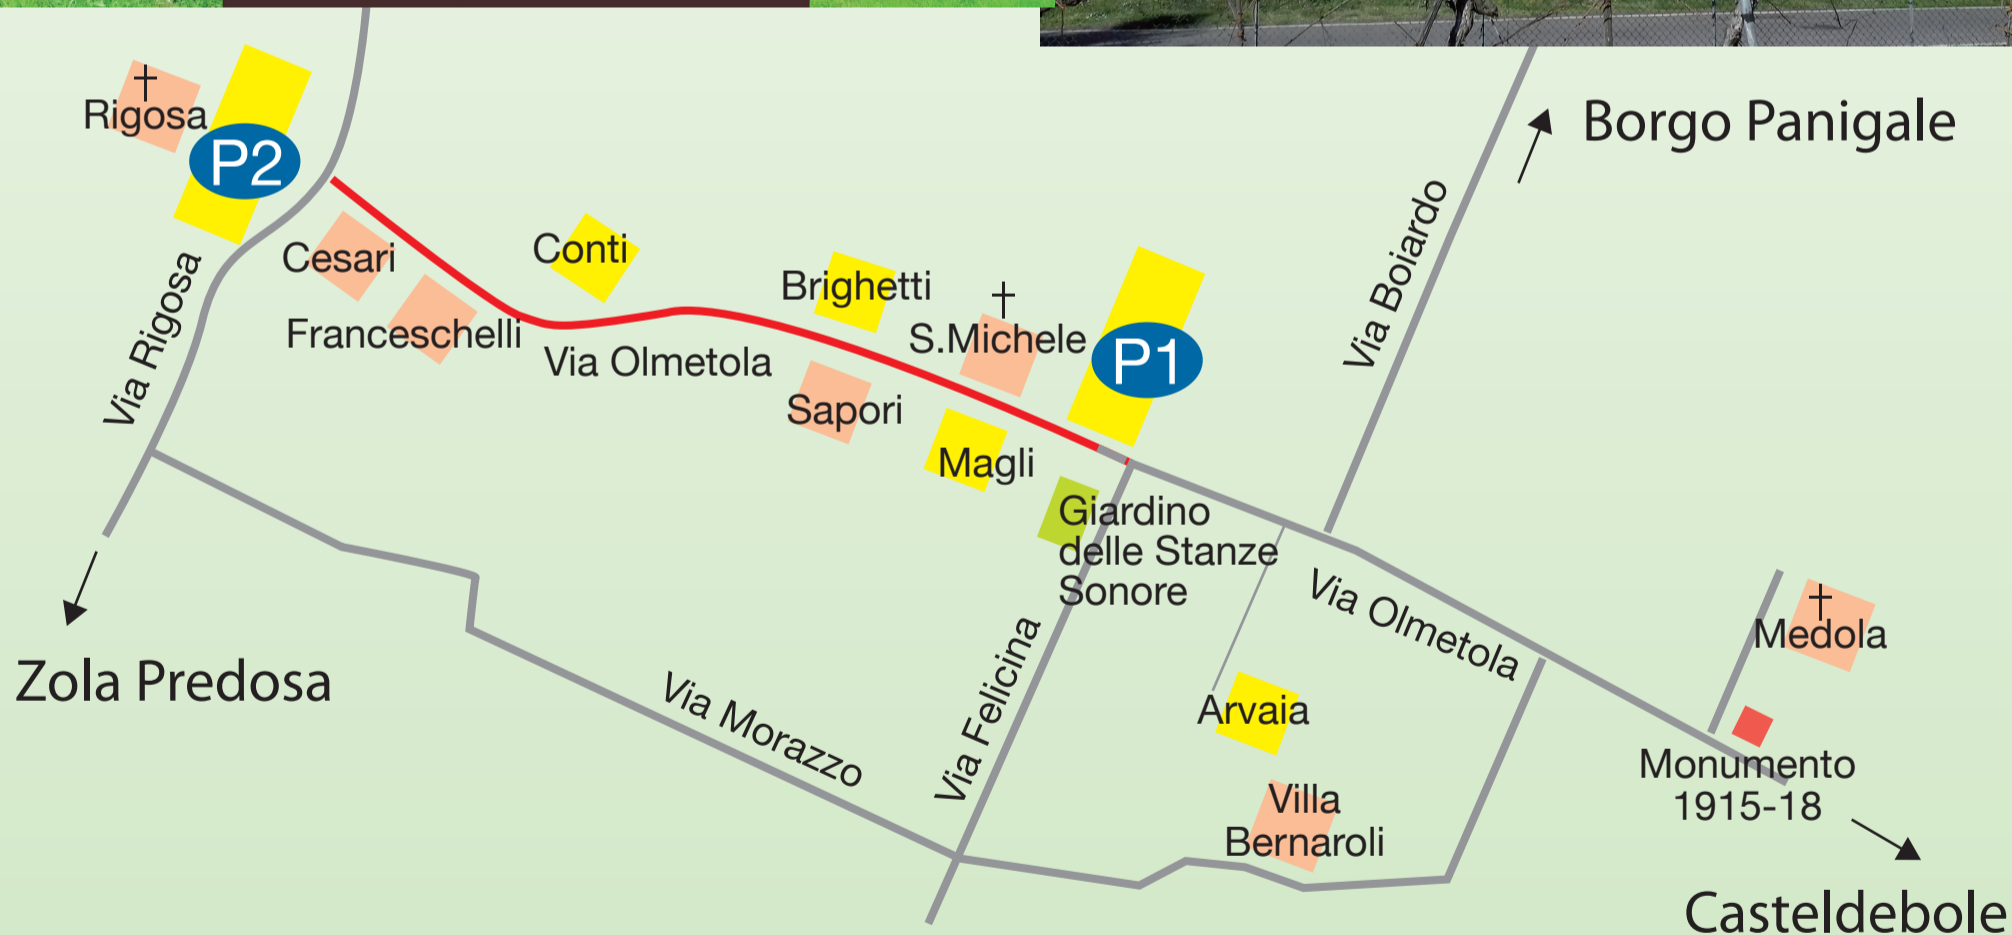 Rigosa
P2
Borgo Panigale
Cesari
Conti
Brighetti
S.Michele
P1
Via Boiardo
Franceschelli
Via Olmetola
Via Rigosa
Sapori
Magli
Giardino
delle Stanze
Sonore
Via Olmetola
Medola
Zola Predosa
Via Morazzo
Via Felicina
Arvaia
Monumento
1915-18
Villa
Bernaroli
Casteldebole